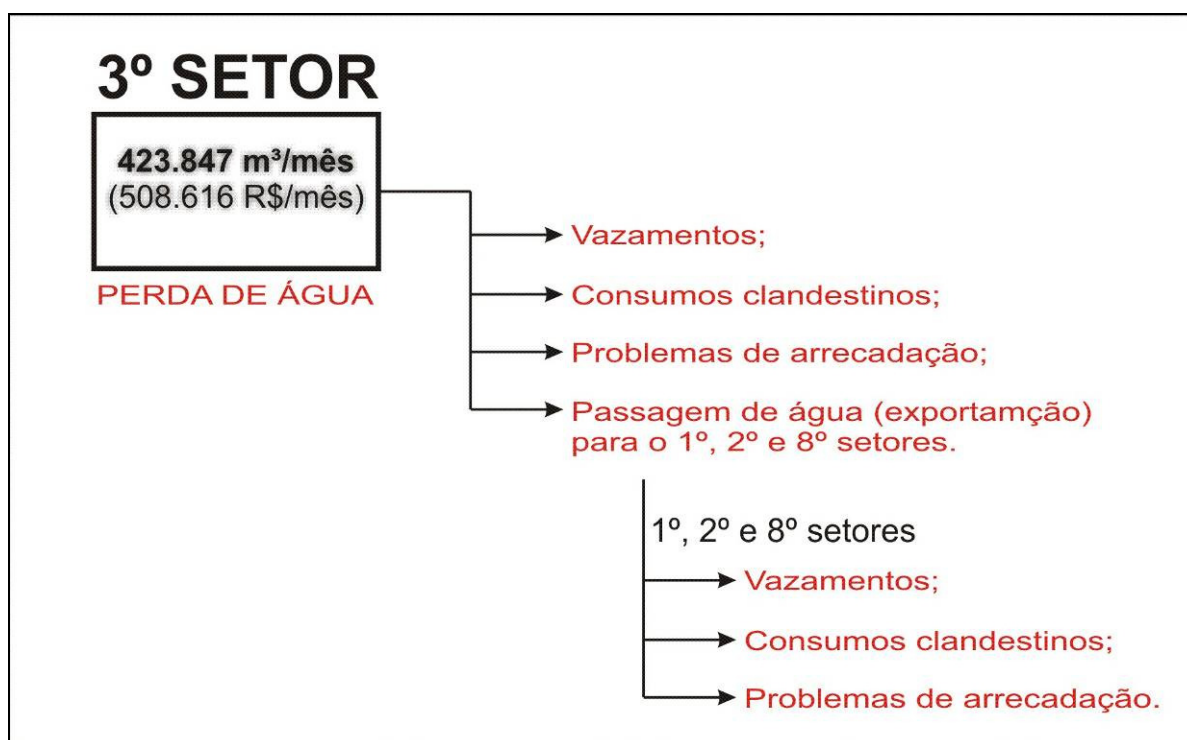 3º SETOR
423.847 m³/mês
(508.616 R$/mês)
PERDA DE ÁGUA
Vazamentos;
Consumos clandestinos;
Problemas de arrecadação;
Passagem de água (exportamção)
para o 1º, 2º e 8º setores.
1º, 2º e 8º setores
Vazamentos;
Consumos clandestinos;
Problemas de arrecadação.